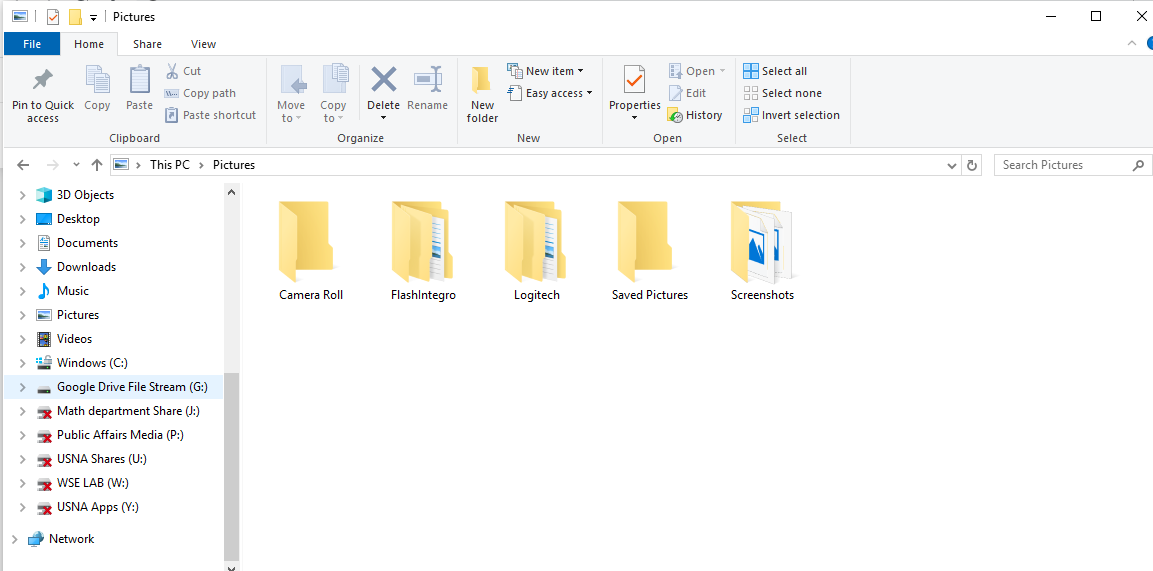 Pictures
File Home Share View
Pin to Quick access
Copy
Paste
Cut
Copy path
Paste shortcut
Clipboard
Move to
Copy to
Delete
Rename
Organize
New folder
New item
Easy access
New
Properties
Open
Edit
History
Open
Select all
Select none
Invert selection
Select
This PC > Pictures
Search Pictures
3D Objects
Desktop
Documents
Downloads
Music
Pictures
Videos
Windows (C:)
Google Drive File Stream (G:)
Math department Share (J:)
Public Affairs Media (P:)
USNA Shares (U:)
WSE LAB (W:)
USNA Apps (Y:)
Network
Camera Roll
FlashIntegro
Logitech
Saved Pictures
Screenshots